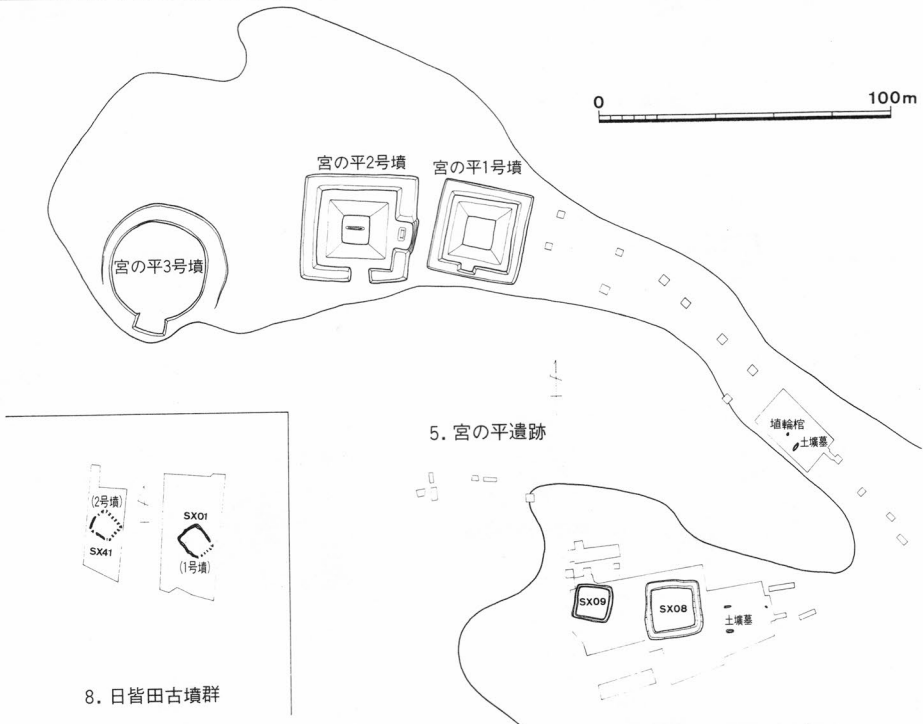 0 100m
宮の平2号墳 宮の平1号墳
宮の平3号墳
埴輪棺
土壙墓
5. 宮の平遺跡
(2号墳)
SX41
SX01
(1号墳)
SX09
SX08
土壙墓
8. 日皆田古墳群